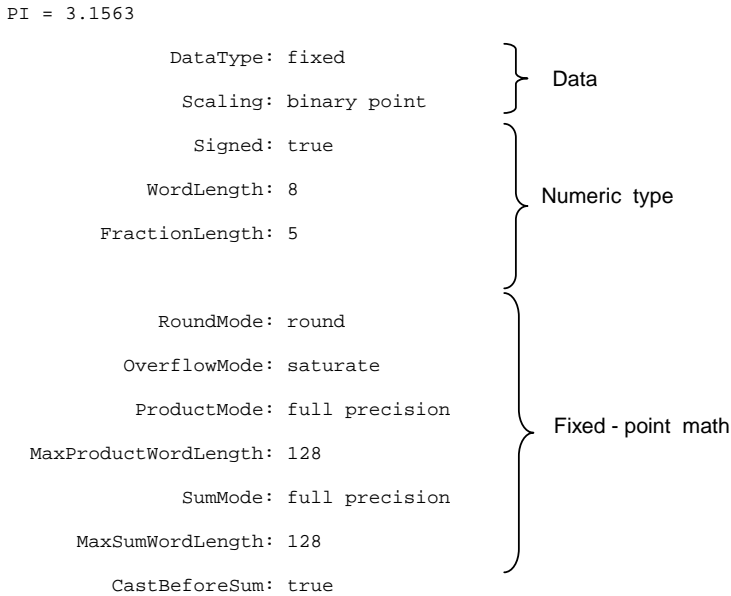 PI = 3.1563
DataType: fixed
Data
Scaling: binary point
Signed: true
WordLength: 8
Numeric type
FractionLength: 5
RoundMode: round
OverflowMode: saturate
ProductMode: full precision
Fixed - point math
MaxProductWordLength: 128
SumMode: full precision
MaxSumWordLength: 128
CastBeforeSum: true